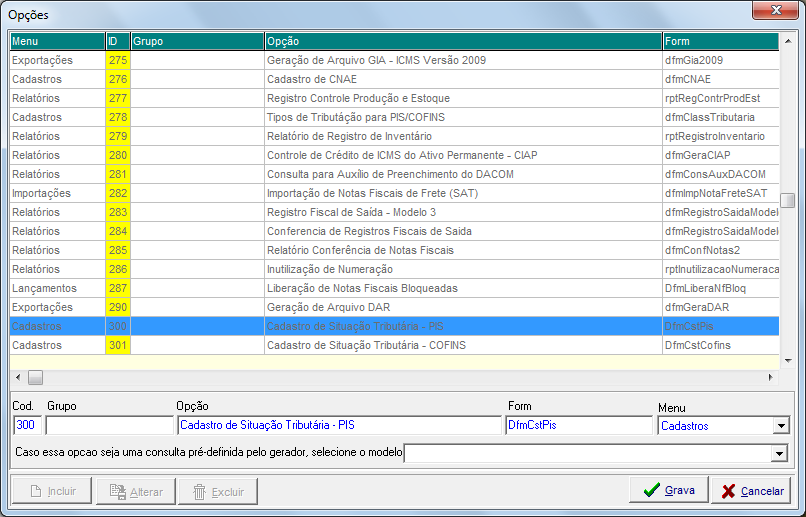 Opções
Menu ID Grupo Opção Form
Exportações 275 Geração de Arquivo GIA - ICMS Versão 2009 dfmGia2009
Cadastros 276 Cadastro de CNAE dfmCNAE
Relatórios 277 Registro Controle Produção e Estoque rptRegContrProdEst
Cadastros 278 Tipos de Tributãção para PIS/COFINS dfmClassTributaria
Relatórios 279 Relatório de Registro de Inventário rptRegistroInventario
Relatórios 280 Controle de Crédito de ICMS do Ativo Permanente - CIAP dfmGeraCIAP
Relatórios 281 Consulta para Auxílio de Preenchimento do DACOM dfmConsAuxDACOM
Importações 282 Importação de Notas Fiscais de Frete (SAT) dfmImpNotaFreteSAT
Relatórios 283 Registro Fiscal de Saída - Modelo 3 dfmRegistroSaidaModelo
Relatórios 284 Conferencia de Registros Fiscais de Saida dfmRegistroSaidaModelo
Relatórios 285 Relatório Conferência de Notas Fiscais dfmConfNotas2
Relatórios 286 Inutilização de Numeração rptInutilizacaoNumeraca
Lançamentos 287 Liberação de Notas Fiscais Bloqueadas DfmLiberaNfBloq
Exportações 290 Geração de Arquivo DAR dfmGeraDAR
Cadastros 300 Cadastro de Situação Tributária - PIS DfmCstPis
Cadastros 301 Cadastro de Situação Tributária - COFINS DfmCstCofins
Cod. Grupo Opção Form Menu
300 Cadastro de Situação Tributária - PIS DfmCstPis Cadastros
Caso essa opcao seja uma consulta pré-definida pelo gerador, selecione o modelo
Incluir Alterar Excluir Grava Cancelar